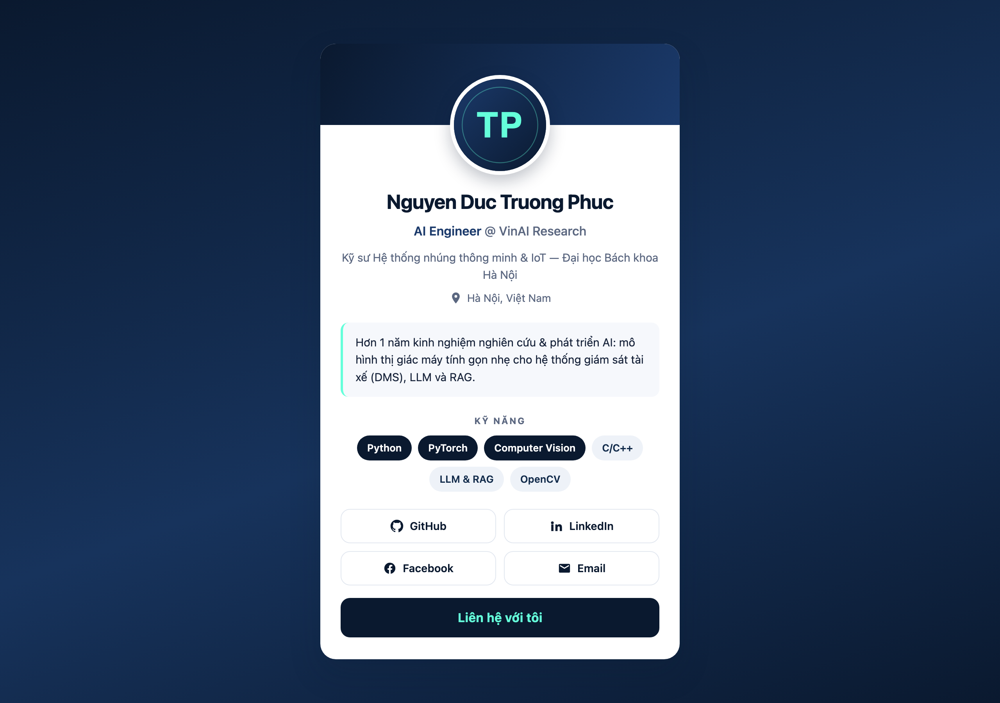 TP
Nguyen Duc Truong Phuc
AI Engineer @ VinAI Research
Kỹ sư Hệ thống nhúng thông minh & IoT — Đại học Bách khoa
Hà Nội
Hà Nội, Việt Nam
Hơn 1 năm kinh nghiệm nghiên cứu & phát triển AI: mô
hình thị giác máy tính gọn nhẹ cho hệ thống giám sát tài
xế (DMS), LLM và RAG.
KỸ NĂNG
Python PyTorch Computer Vision C/C++
LLM & RAG OpenCV
GitHub LinkedIn
Facebook Email
Liên hệ với tôi